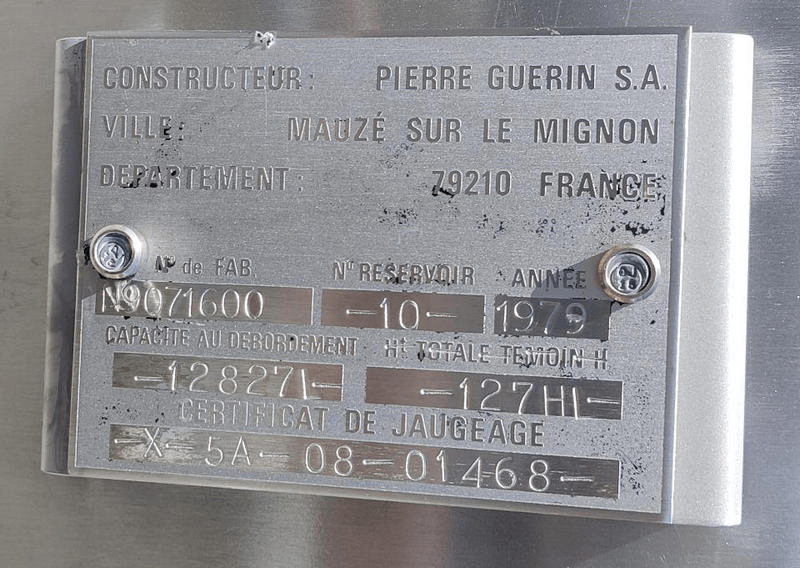 CONSTRUCTEUR: PIERRE GUERIN S.A.
VILLE: MAUZÉ SUR LE MIGNON
DEPARTEMENT: 79210 FRANCE
N° de FAB. N° RESERVOIR ANNÉE
N9071600 -10- 1979
CAPACITE AU DEBORDEMENT Ht TOTALE TEMOIN H
-12827L- -127Hl-
CERTIFICAT DE JAUGEAGE
-X- 5A-08-01468-